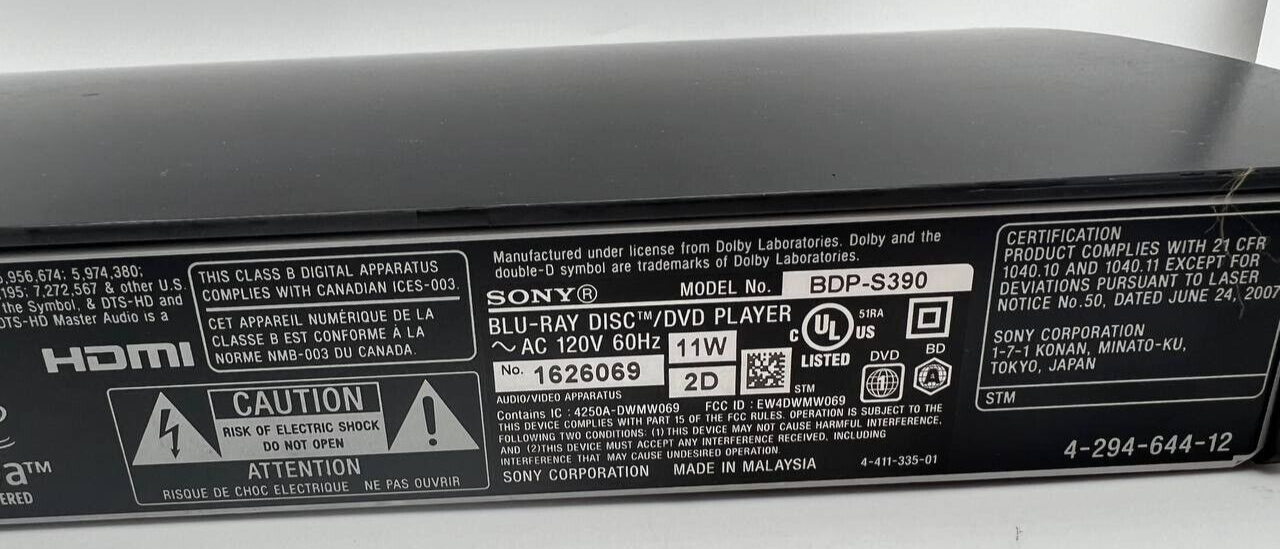 ,956,674; 5,974,380;
195; 7,272,567 & other U.S.
the Symbol, & DTS-HD and
DTS-HD Master Audio is a
HDMI
THIS CLASS B DIGITAL APPARATUS
COMPLIES WITH CANADIAN ICES-003.
CET APPAREIL NUMÉRIQUE DE LA
CLASSE B EST CONFORME À LA
NORME NMB-003 DU CANADA.
CAUTION
RISK OF ELECTRIC SHOCK
DO NOT OPEN
ATTENTION
RISQUE DE CHOC ELECTRIQUE NE PAS OUVRIR
a™
ERED
Manufactured under license from Dolby Laboratories. Dolby and the
double-D symbol are trademarks of Dolby Laboratories.
SONY® MODEL No. BDP-S390
BLU-RAY DISC™/DVD PLAYER
~ AC 120V 60Hz 11W
No. 1626069 2D
STM
C UL US 51RA
LISTED
DVD BD
A
AUDIO/VIDEO APPARATUS
Contains IC : 4250A-DWMW069 FCC ID : EW4DWMW069
THIS DEVICE COMPLIES WITH PART 15 OF THE FCC RULES. OPERATION IS SUBJECT TO THE
FOLLOWING TWO CONDITIONS: (1) THIS DEVICE MAY NOT CAUSE HARMFUL INTERFERENCE,
AND (2)THIS DEVICE MUST ACCEPT ANY INTERFERENCE RECEIVED, INCLUDING
INTERFERENCE THAT MAY CAUSE UNDESIRED OPERATION.
SONY CORPORATION MADE IN MALAYSIA 4-411-335-01
CERTIFICATION
PRODUCT COMPLIES WITH 21 CFR
1040.10 AND 1040.11 EXCEPT FOR
DEVIATIONS PURSUANT TO LASER
NOTICE No.50, DATED JUNE 24, 2007
SONY CORPORATION
1-7-1 KONAN, MINATO-KU,
TOKYO, JAPAN
STM
4-294-644-12